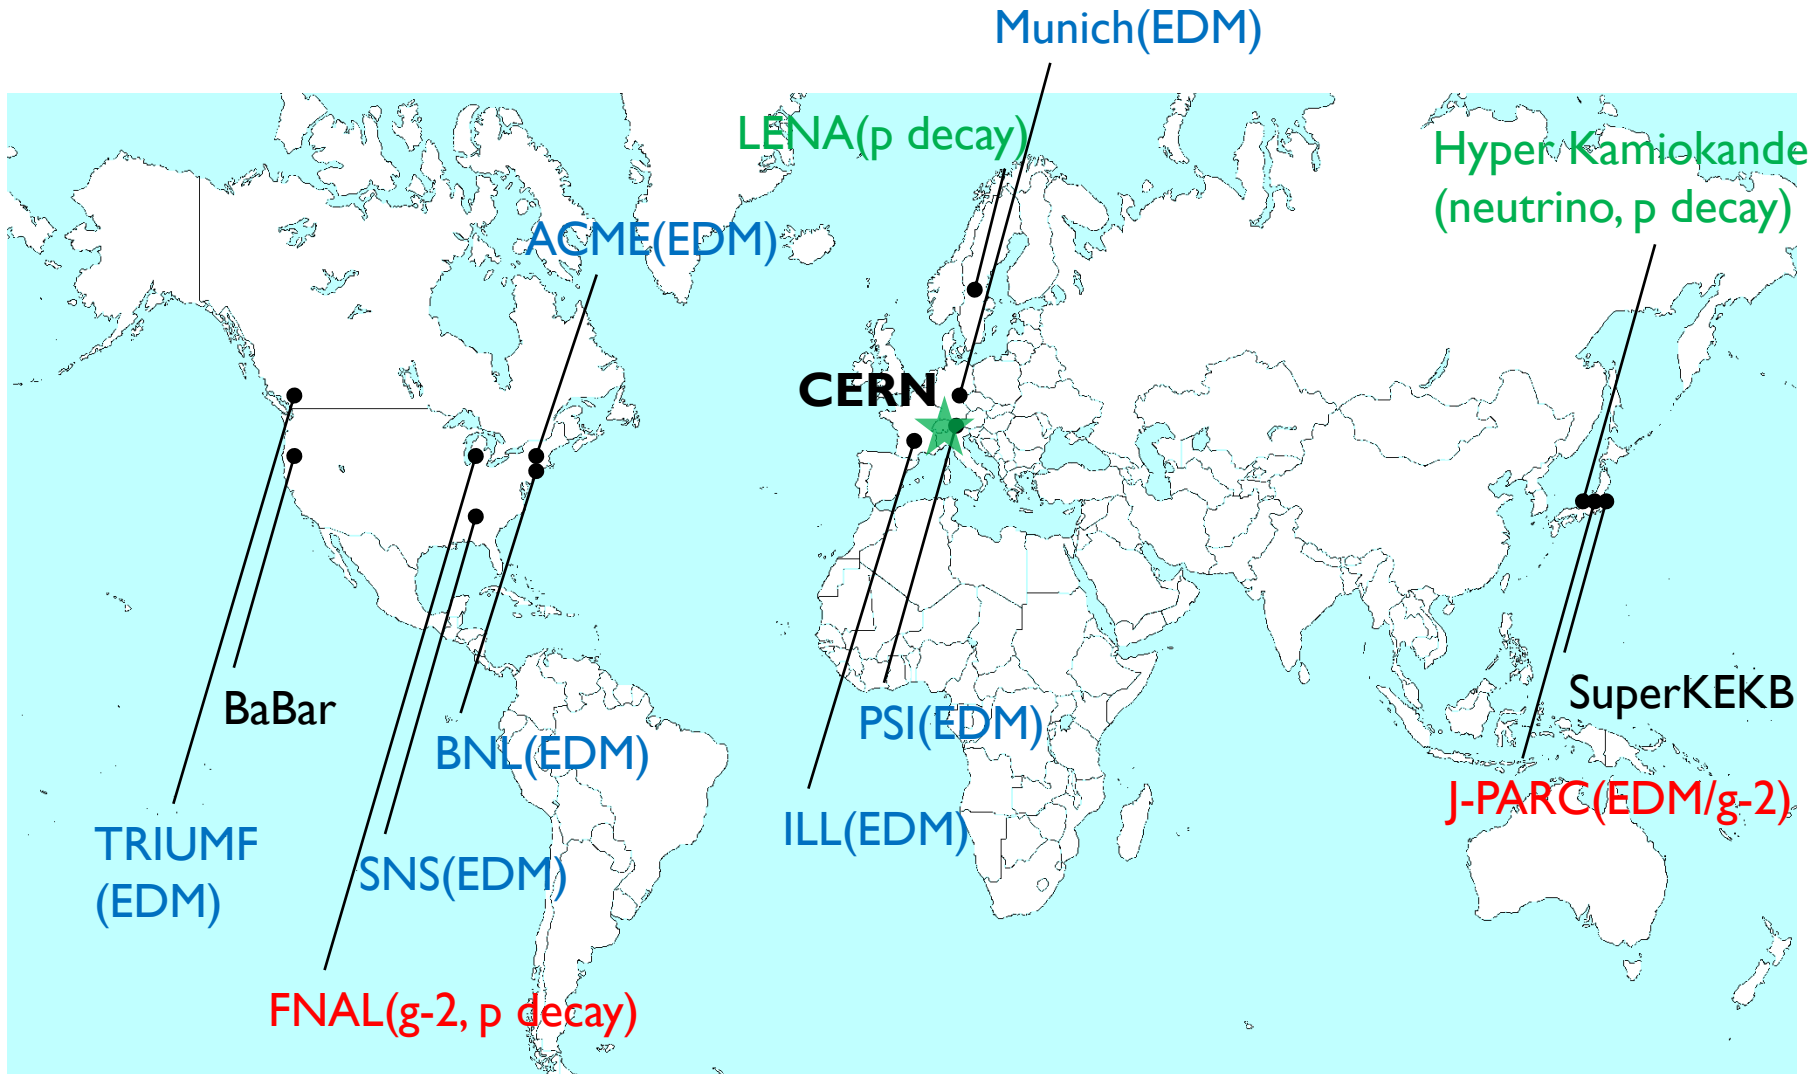 Munich(EDM)
LENA(p decay)
Hyper Kamiokande
(neutrino, p decay)
ACME(EDM)
CERN
BaBar
SuperKEKB
PSI(EDM)
BNL(EDM)
J-PARC(EDM/g-2)
ILL(EDM)
TRIUMF
(EDM)
SNS(EDM)
FNAL(g-2, p decay)